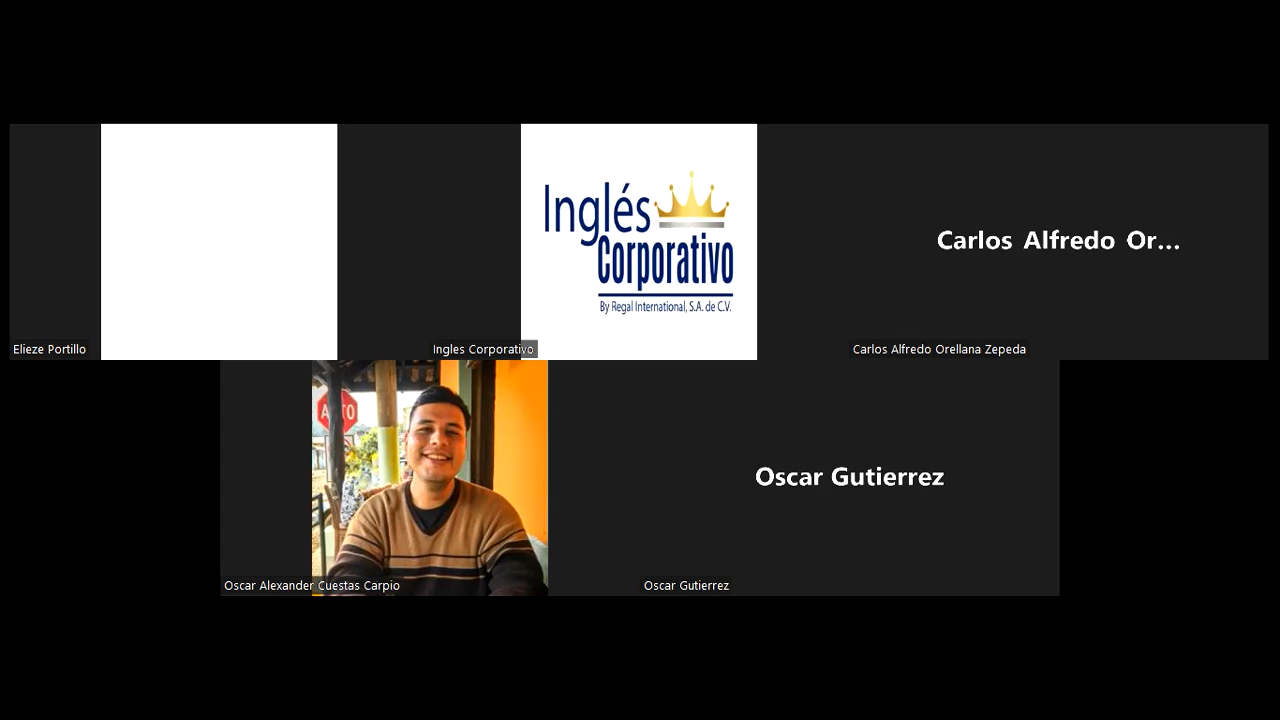 Inglés
Corporativo
By Regal International, S.A. de C.V.
Carlos Alfredo Or...
Elieze Portillo
Ingles Corporativo
Carlos Alfredo Orellana Zepeda
ALTO
Oscar Gutierrez
Oscar Alexander Cuestas Carpio
Oscar Gutierrez